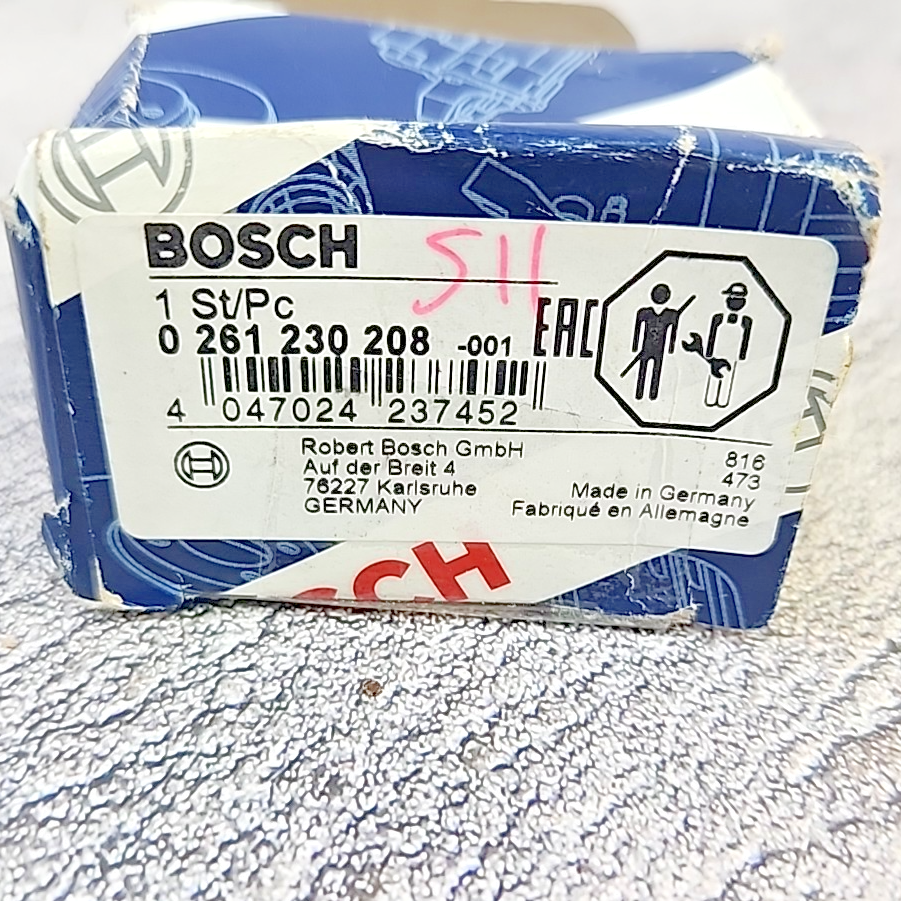 BOSCH
511
1 St/Pc
0 261 230 208 -001
EAC
4 047024 237452
Robert Bosch GmbH
Auf der Breit 4
76227 Karlsruhe
GERMANY
816
473
Made in Germany
Fabriqué en Allemagne
SCH